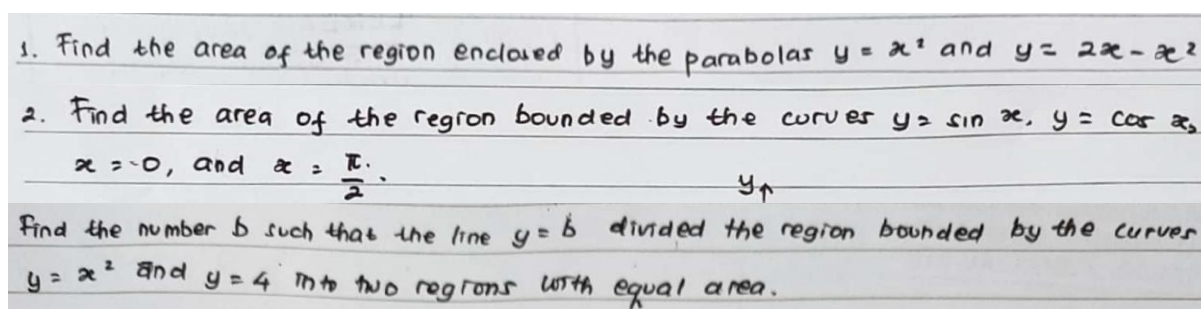 1. Find the area of the region enclosed by the parabolas y = x² and y = 2x - x²
2. Find the area of the region bounded by the curves y = sin x, y = cos x,
x = 0, and x = π/2.
y↑
Find the number b such that the line y = b divided the region bounded by the curves
y = x² and y = 4 into two regions with equal area.